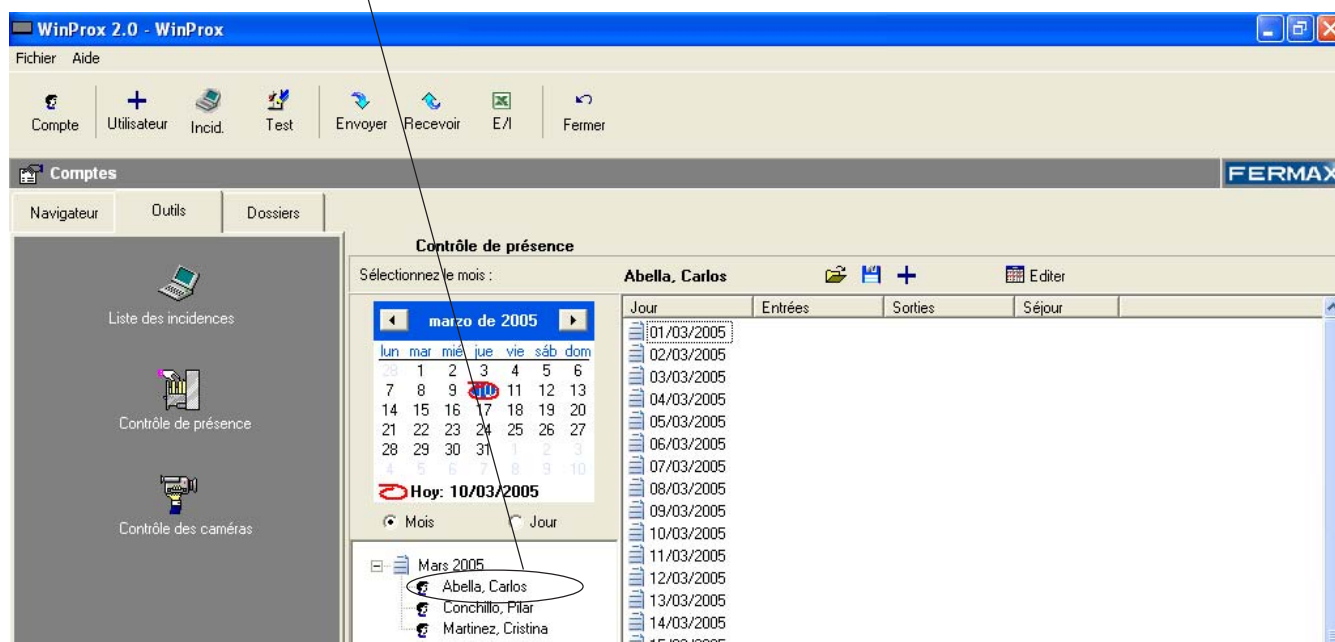 WinProx 2.0 - WinProx
Fichier Aide
Compte Utilisateur Incid. Test Envoyer Recevoir E/I Fermer
Comptes FERMAX
Navigateur Outils Dossiers
Contrôle de présence
Sélectionnez le mois : Abella, Carlos Editer
Jour Entrées Sorties Séjour
Liste des incidences
Contrôle de présence
Contrôle des caméras
marzo de 2005
lun mar mié jue vie sáb dom
28 1 2 3 4 5 6
7 8 9 10 11 12 13
14 15 16 17 18 19 20
21 22 23 24 25 26 27
28 29 30 31 1 2 3
4 5 6 7 8 9 10
Hoy: 10/03/2005
Mois Jour
Mars 2005
Abella, Carlos
Conchillo, Pilar
Martinez, Cristina
01/03/2005
02/03/2005
03/03/2005
04/03/2005
05/03/2005
06/03/2005
07/03/2005
08/03/2005
09/03/2005
10/03/2005
11/03/2005
12/03/2005
13/03/2005
14/03/2005